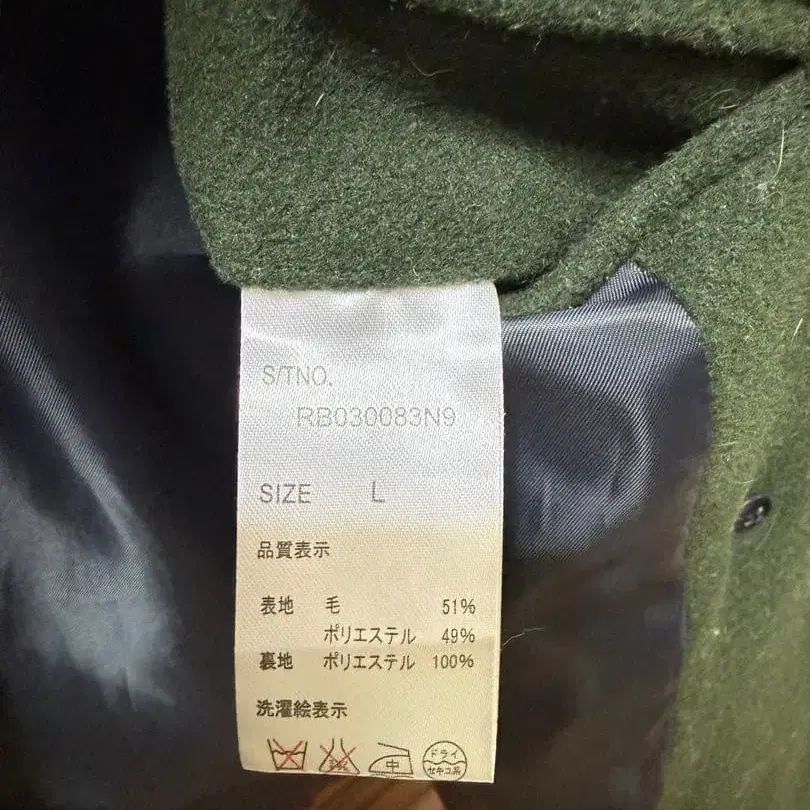 S/TNO.
RB030083N9
SIZE L
品質表示
表地 毛 51%
ポリエステル 49%
裏地 ポリエステル 100%
洗濯絵表示
中 ドライ
セキユ系